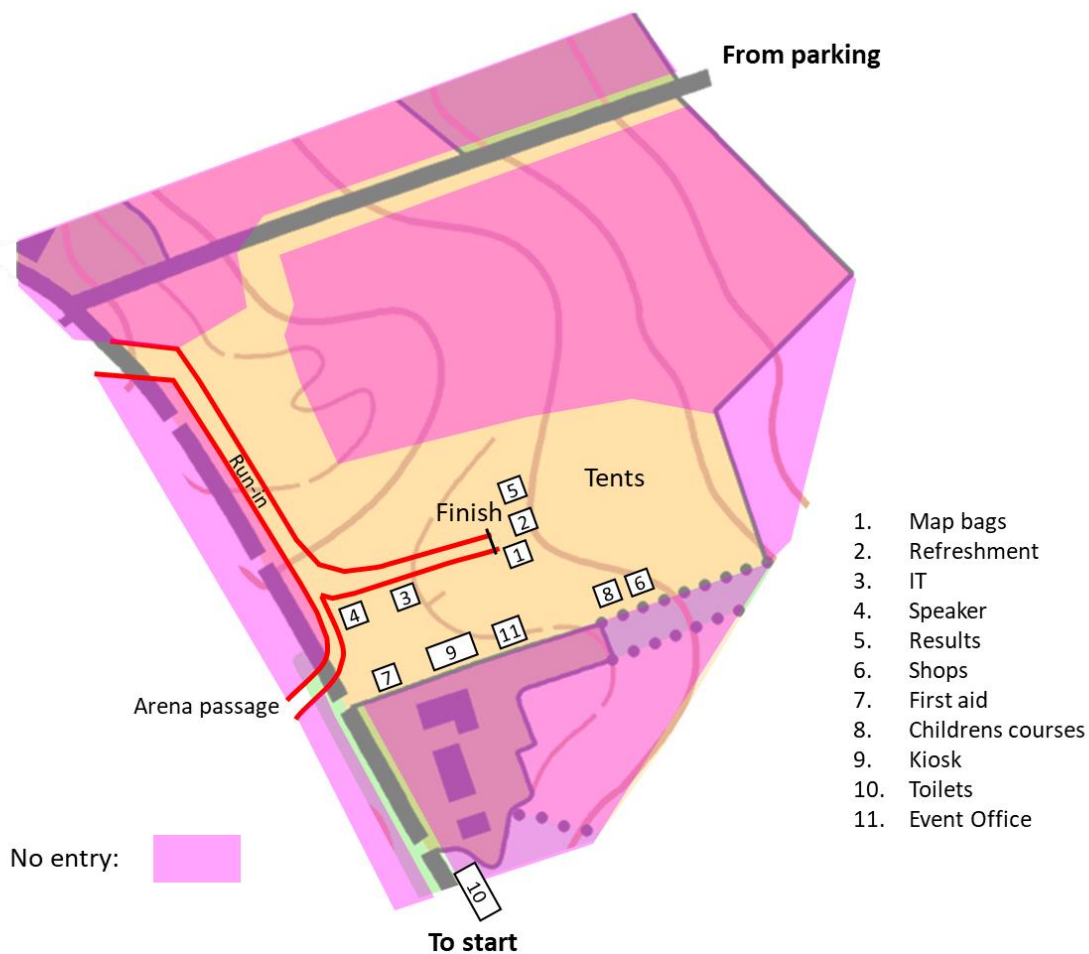 From parking
Run-in
Tents
5
Finish
2
1
3
4
8
6
11
9
7
Arena passage
No entry:
10
To start
1. Map bags
2. Refreshment
3. IT
4. Speaker
5. Results
6. Shops
7. First aid
8. Childrens courses
9. Kiosk
10. Toilets
11. Event Office